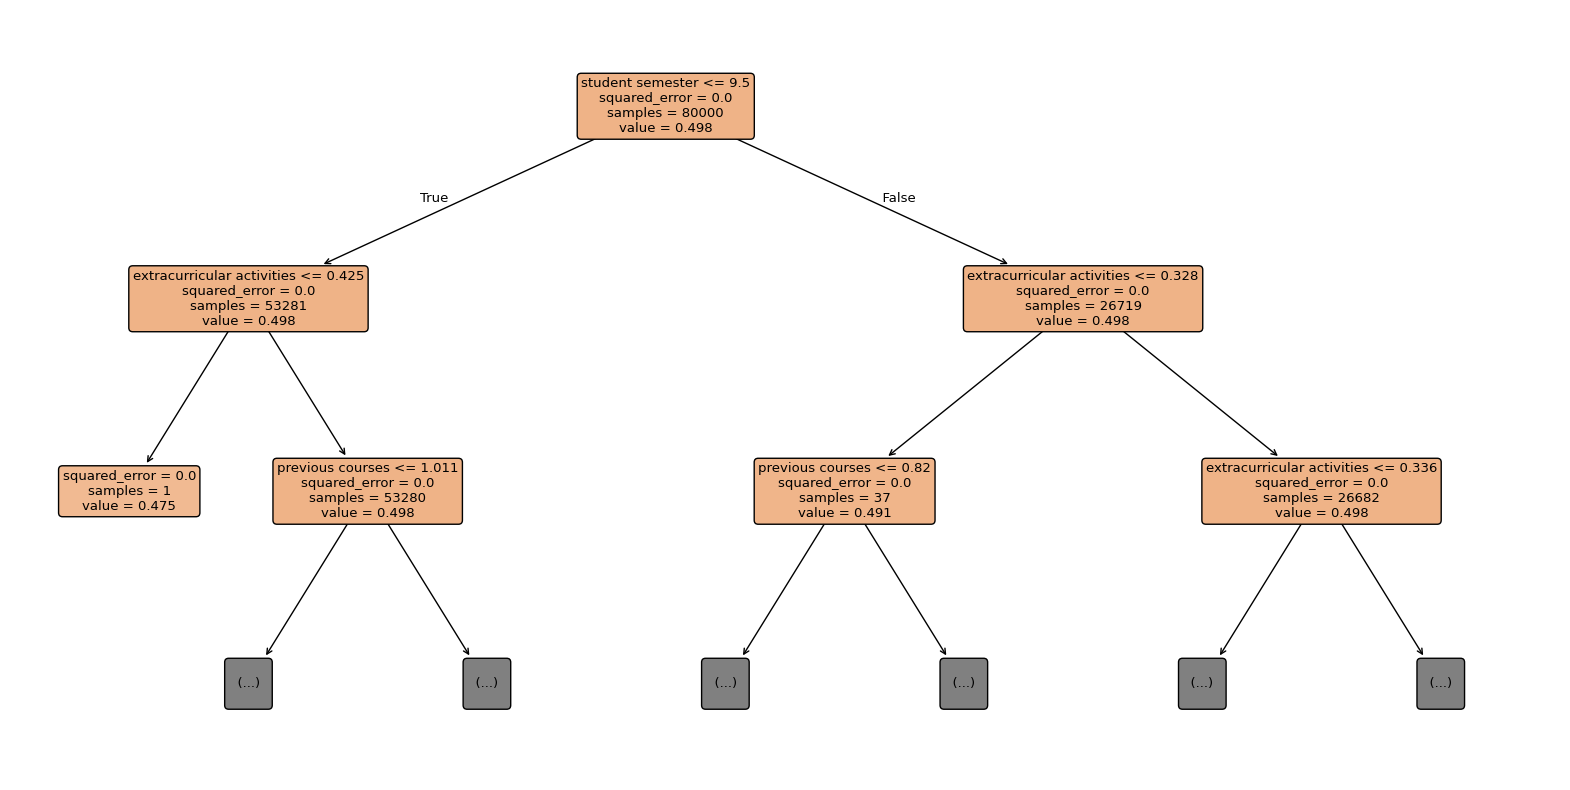 student semester <= 9.5
squared_error = 0.0
samples = 80000
value = 0.498
True
False
extracurricular activities <= 0.425
squared_error = 0.0
samples = 53281
value = 0.498
extracurricular activities <= 0.328
squared_error = 0.0
samples = 26719
value = 0.498
squared_error = 0.0
samples = 1
value = 0.475
previous courses <= 1.011
squared_error = 0.0
samples = 53280
value = 0.498
previous courses <= 0.82
squared_error = 0.0
samples = 37
value = 0.491
extracurricular activities <= 0.336
squared_error = 0.0
samples = 26682
value = 0.498
(...)
(...)
(...)
(...)
(...)
(...)